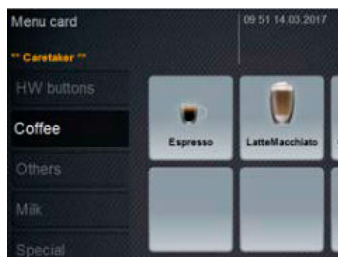 Menu card
09:51 14.03.2017
** Caretaker **
HW buttons
Coffee
Espresso
LatteMacchiato
Others
Milk
Special